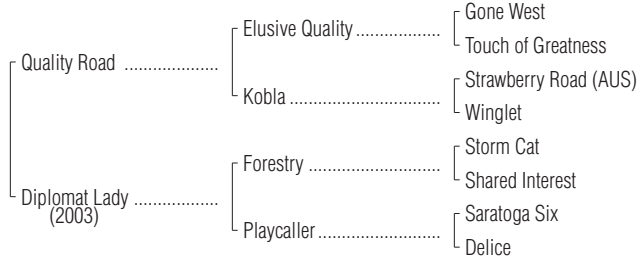 Gone West
Elusive Quality ..................
Touch of Greatness
Quality Road ....................
Strawberry Road (AUS)
Kobla ................................
Winglet
Storm Cat
Forestry ............................
Shared Interest
Diplomat Lady ..................
(2003)
Saratoga Six
Playcaller ..........................
Delice